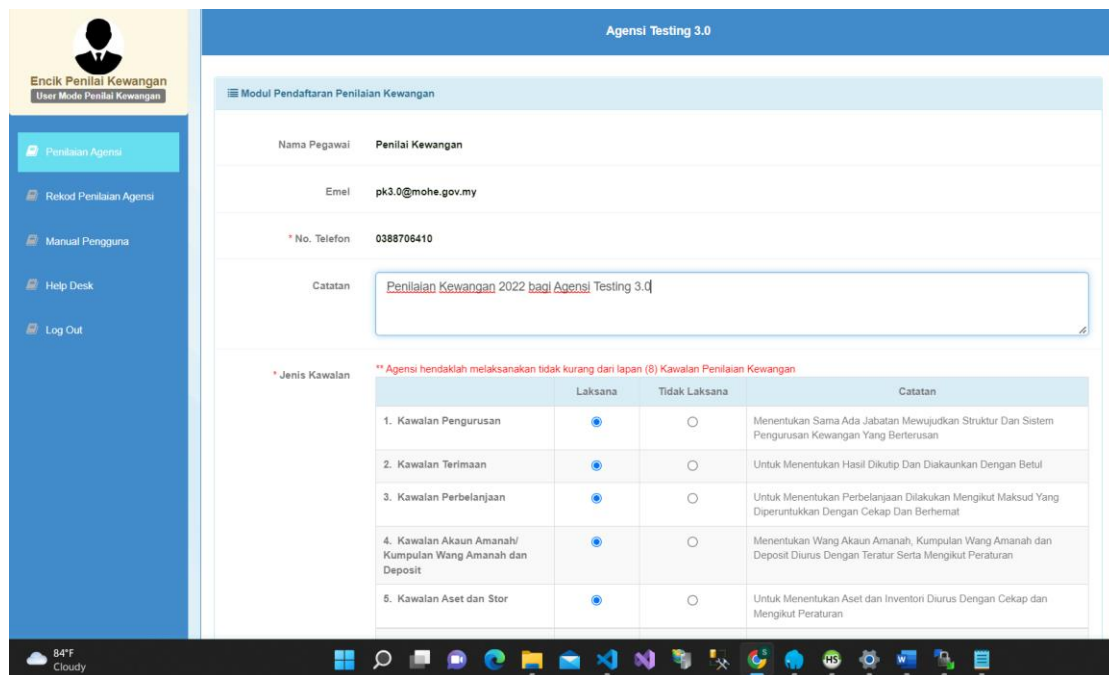 Agensi Testing 3.0
Encik Penilai Kewangan
User Mode Penilai Kewangan
Penilaian Agensi
Rekod Penilaian Agensi
Manual Pengguna
Help Desk
Log Out
Modul Pendaftaran Penilaian Kewangan
Nama Pegawai Penilai Kewangan
Emel pk3.0@mohe.gov.my
* No. Telefon 0388706410
Catatan Penilaian Kewangan 2022 bagi Agensi Testing 3.0
* Jenis Kawalan ** Agensi hendaklah melaksanakan tidak kurang dari lapan (8) Kawalan Penilaian Kewangan
Laksana Tidak Laksana Catatan
1. Kawalan Pengurusan Menentukan Sama Ada Jabatan Mewujudkan Struktur Dan Sistem
Pengurusan Kewangan Yang Berterusan
2. Kawalan Terimaan Untuk Menentukan Hasil Dikutip Dan Diakaunkan Dengan Betul
3. Kawalan Perbelanjaan Untuk Menentukan Perbelanjaan Dilakukan Mengikut Maksud Yang
Diperuntukkan Dengan Cekap Dan Berhemat
4. Kawalan Akaun Amanah/ Menentukan Wang Akaun Amanah, Kumpulan Wang Amanah dan
Kumpulan Wang Amanah dan Deposit Diurus Dengan Teratur Serta Mengikut Peraturan
Deposit
5. Kawalan Aset dan Stor Untuk Menentukan Aset dan Inventori Diurus Dengan Cekap dan
Mengikut Peraturan
84°F
Cloudy
HS